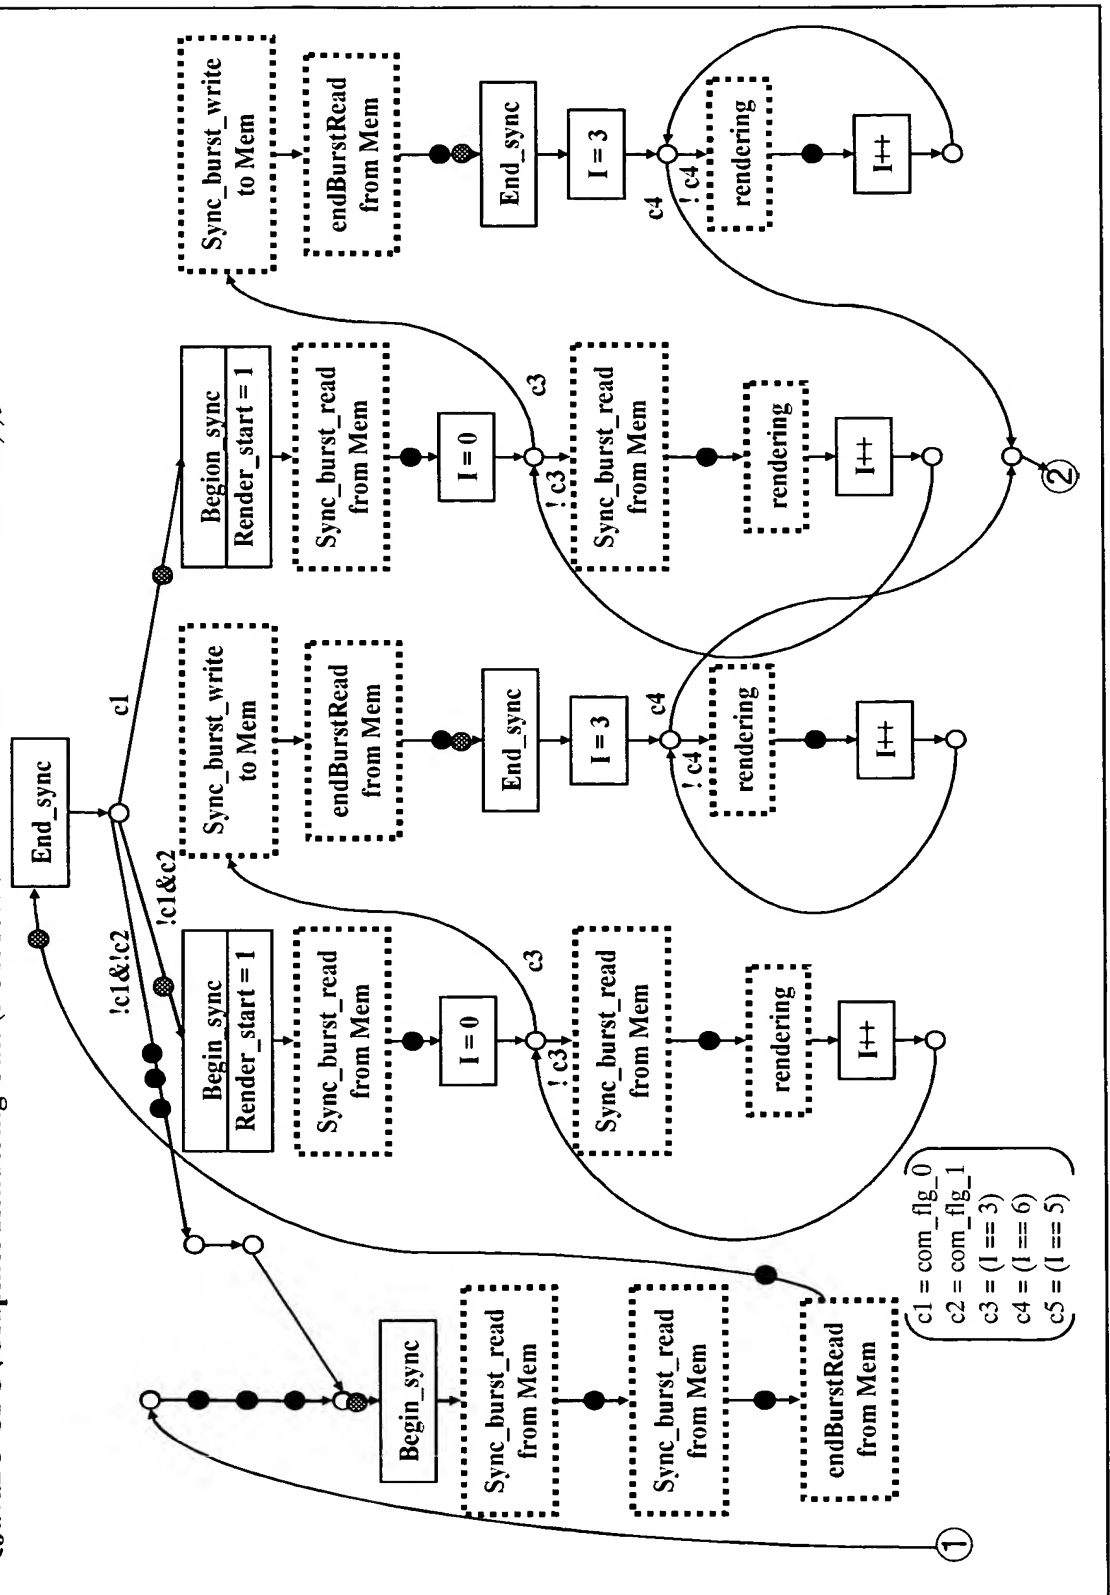 End_sync
c1
!c1&c2
!c1&!c2
Begin_sync
Sync_burst_read
from Mem
Sync_burst_read
from Mem
endBurstRead
from Mem
1
Begin_sync
Render_start = 1
Sync_burst_read
from Mem
I = 0
c3
! c3
Sync_burst_read
from Mem
rendering
I++
Sync_burst_write
to Mem
endBurstRead
from Mem
End_sync
I = 3
c4
! c4
rendering
I++
Begion_sync
Render_start = 1
Sync_burst_read
from Mem
I = 0
c3
! c3
Sync_burst_read
from Mem
rendering
I++
Sync_burst_write
to Mem
endBurstRead
from Mem
End_sync
I = 3
c4
! c4
rendering
I++
2
c1 = com_flg_0
c2 = com_flg_1
c3 = (I == 3)
c4 = (I == 6)
c5 = (I == 5)